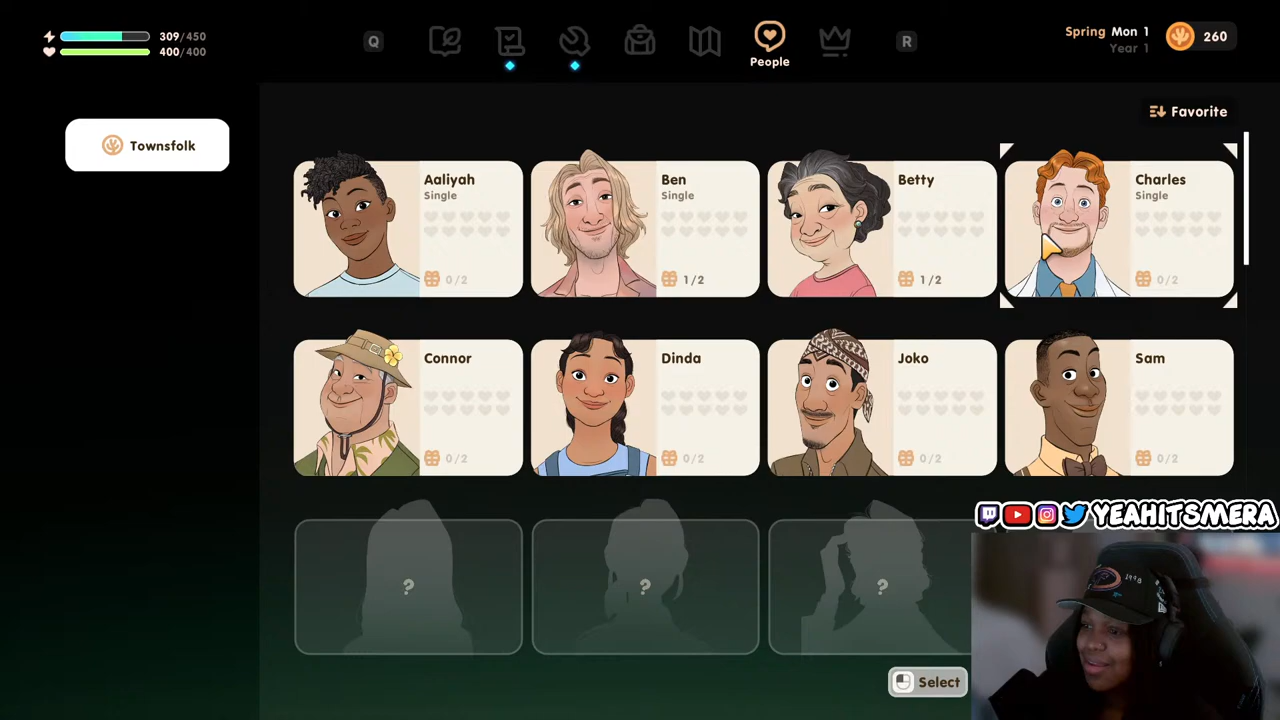 309/450
400/400
Q
People
R
Spring Mon 1
Year 1
260
Townsfolk
Favorite
Aaliyah
Single
0/2
Ben
Single
1/2
Betty
1/2
Charles
Single
0/2
Connor
0/2
Dinda
0/2
Joko
0/2
Sam
0/2
?
?
?
YEAHITSMERA
1998
Select